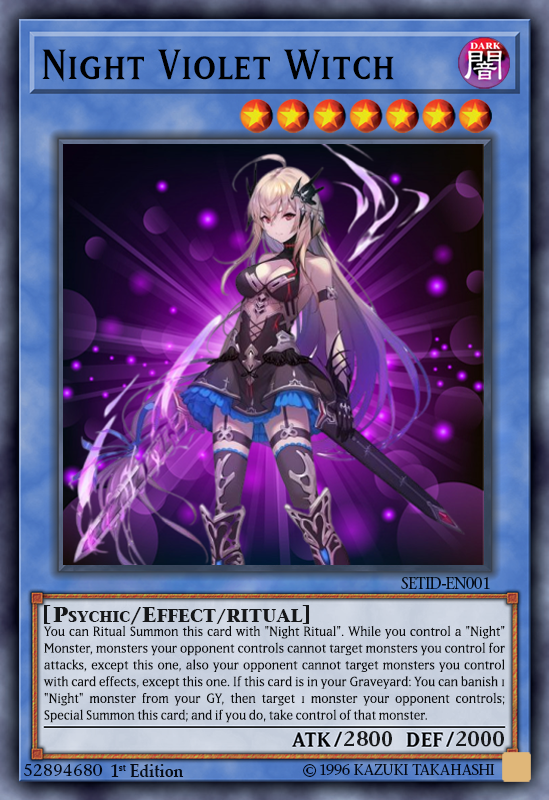 Night Violet Witch
DARK
闇
SETID-EN001
[Psychic/Effect/Ritual]
You can Ritual Summon this card with "Night Ritual". While you control a "Night"
Monster, monsters your opponent controls cannot target monsters you control for
attacks, except this one, also your opponent cannot target monsters you control
with card effects, except this one. If this card is in your Graveyard: You can banish 1
"Night" monster from your GY, then target 1 monster your opponent controls;
Special Summon this card; and if you do, take control of that monster.
ATK/2800 DEF/2000
52894680 1st Edition © 1996 KAZUKI TAKAHASHI